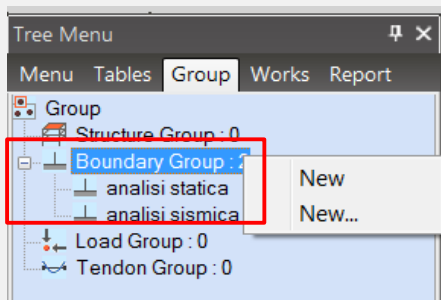 Tree Menu
Menu Tables Group Works Report
Group
Structure Group : 0
Boundary Group : 2
analisi statica
analisi sismica
Load Group : 0
Tendon Group : 0
New
New...